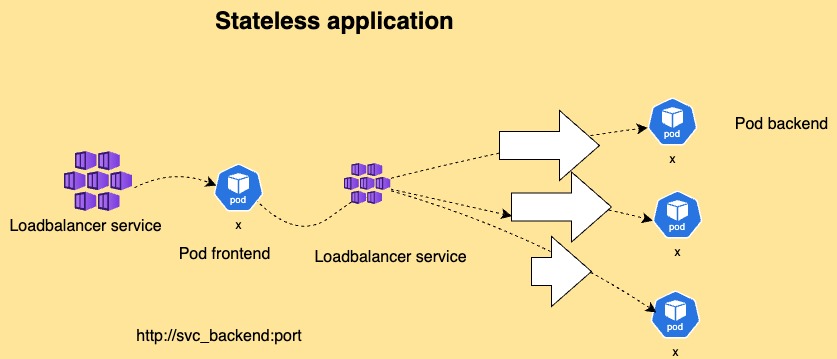 Stateless application
Loadbalancer service
pod
x
Pod frontend
Loadbalancer service
pod
x
Pod backend
pod
x
pod
x
http://svc_backend:port